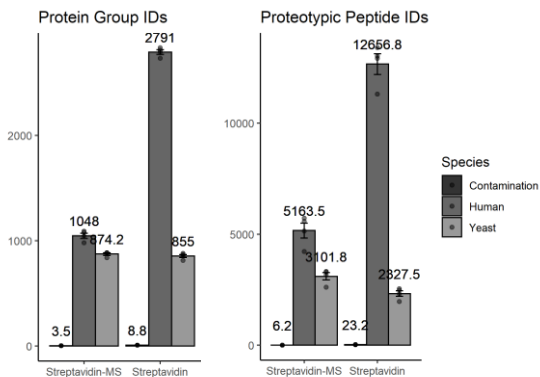 Protein Group IDs
2791
2000
1048
874.2
855
1000
3.5
8.8
0
Streptavidin-MS
Streptavidin
Proteotypic Peptide IDs
12656.8
10000
5163.5
5000
3101.8
2327.5
6.2
23.2
0
Streptavidin-MS
Streptavidin
Species
Contamination
Human
Yeast